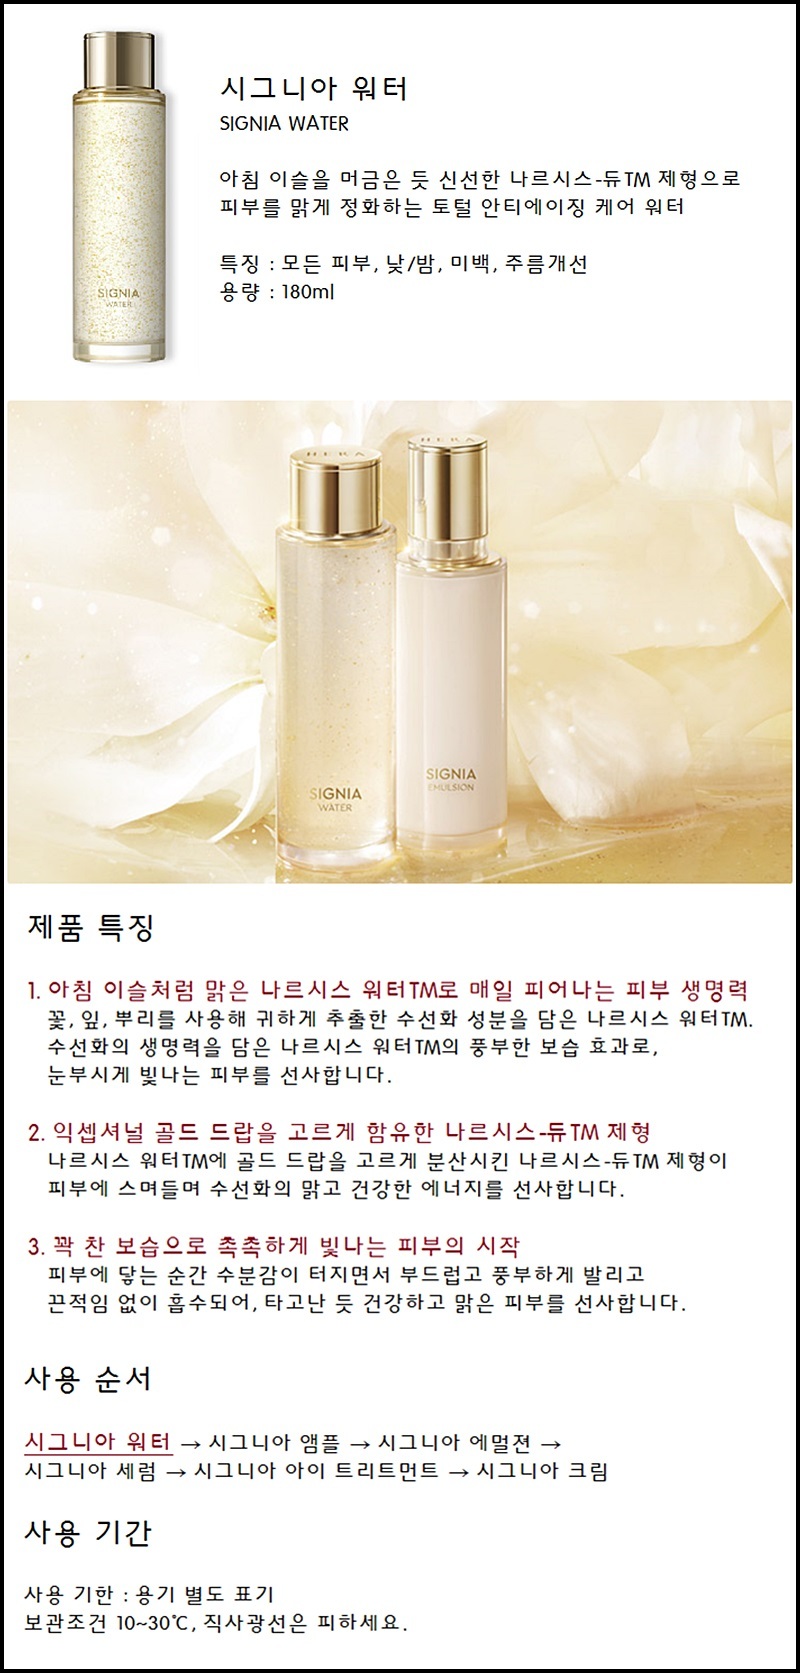 시그니아 워터
SIGNIA WATER
아침 이슬을 머금은 듯 신선한 나르시스-듀TM 제형으로
피부를 맑게 정화하는 토털 안티에이징 케어 워터
특징 : 모든 피부, 낮/밤, 미백, 주름개선
용량 : 180ml
SIGNIA
WATER
HERA
HERA
SIGNIA
WATER
SIGNIA
EMULSION
제품 특징
1. 아침 이슬처럼 맑은 나르시스 워터TM로 매일 피어나는 피부 생명력
꽃, 잎, 뿌리를 사용해 귀하게 추출한 수선화 성분을 담은 나르시스 워터TM.
수선화의 생명력을 담은 나르시스 워터TM의 풍부한 보습 효과로,
눈부시게 빛나는 피부를 선사합니다.
2. 익셉셔널 골드 드랍을 고르게 함유한 나르시스-듀TM 제형
나르시스 워터TM에 골드 드랍을 고르게 분산시킨 나르시스-듀TM 제형이
피부에 스며들며 수선화의 맑고 건강한 에너지를 선사합니다.
3. 꽉 찬 보습으로 촉촉하게 빛나는 피부의 시작
피부에 닿는 순간 수분감이 터지면서 부드럽고 풍부하게 발리고
끈적임 없이 흡수되어, 타고난 듯 건강하고 맑은 피부를 선사합니다.
사용 순서
시그니아 워터 → 시그니아 앰플 → 시그니아 에멀젼 →
시그니아 세럼 → 시그니아 아이 트리트먼트 → 시그니아 크림
사용 기간
사용 기한 : 용기 별도 표기
보관조건 10~30℃, 직사광선은 피하세요.